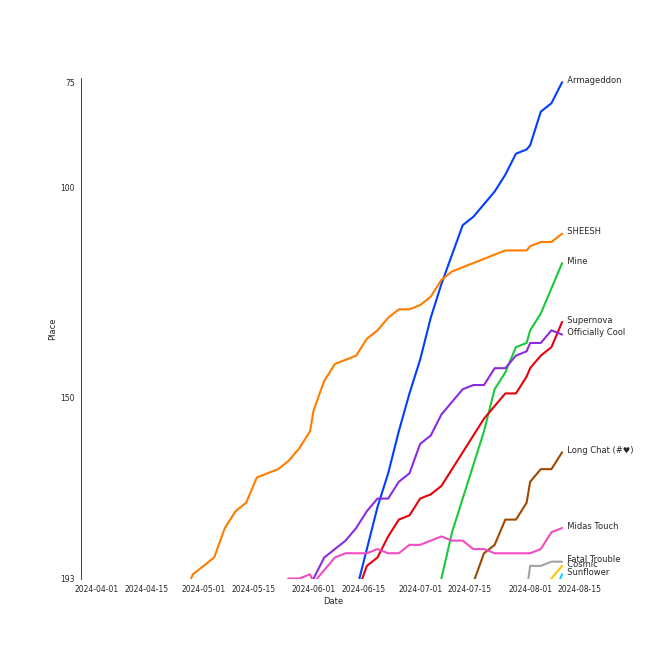 75
Armageddon
100
SHEESH
Mine
Supernova
Officially Cool
Place
150
Long Chat (#♥)
Midas Touch
Fatal Trouble
Cosmic
Sunflower
193
2024-04-01 2024-04-15 2024-05-01 2024-05-15 2024-06-01 2024-06-15 2024-07-01 2024-07-15 2024-08-01 2024-08-15
Date